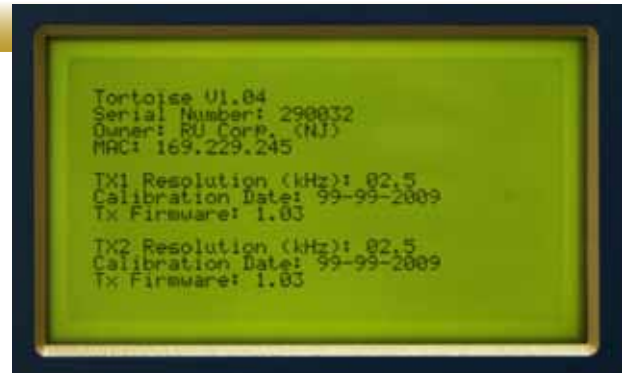 Tortoise V1.04
Serial Number: 290032
Owner: RU Corp. (NJ)
MAC: 169.229.245
TX1 Resolution (kHz): 02.5
Calibration Date: 99-99-2009
Tx Firmware: 1.03
TX2 Resolution (kHz): 02.5
Calibration Date: 99-99-2009
Tx Firmware: 1.03